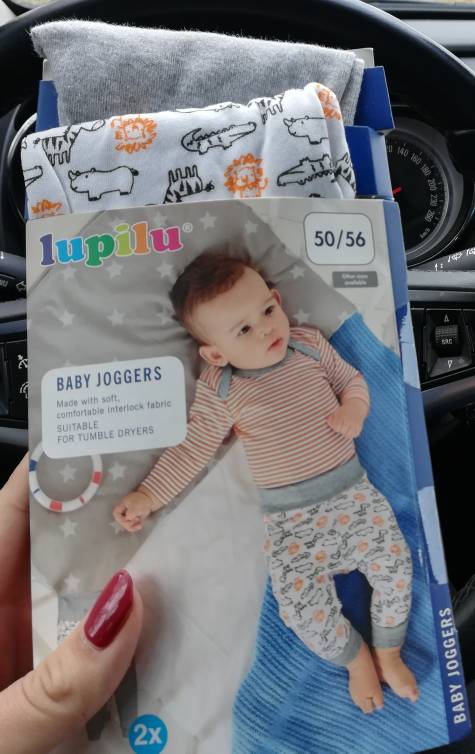 lupilu®
50/56
Other sizes
available
BABY JOGGERS
Made with soft,
comfortable interlock fabric
SUITABLE
FOR TUMBLE DRYERS
2x
BABY JOGGERS
SRC